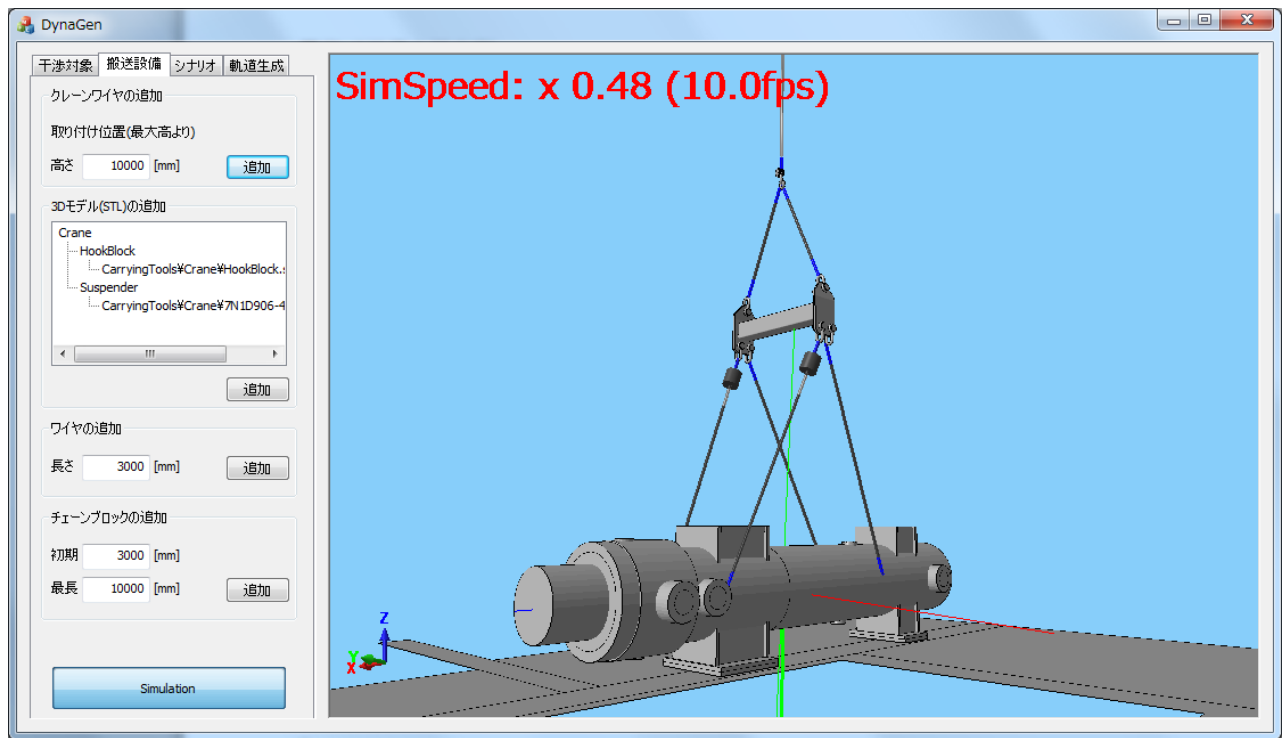 DynaGen
干渉対象 搬送設備 シナリオ 軌道生成
クレーンワイヤの追加
取り付け位置(最大高より)
高さ 10000 [mm] 追加
3Dモデル(STL)の追加
Crane
HookBlock
CarryingTools¥Crane¥HookBlock.s
Suspender
CarryingTools¥Crane¥7N1D906-4
追加
ワイヤの追加
長さ 3000 [mm] 追加
チェーンブロックの追加
初期 3000 [mm]
最長 10000 [mm] 追加
Simulation
SimSpeed: x 0.48 (10.0fps)
Z
Y
X